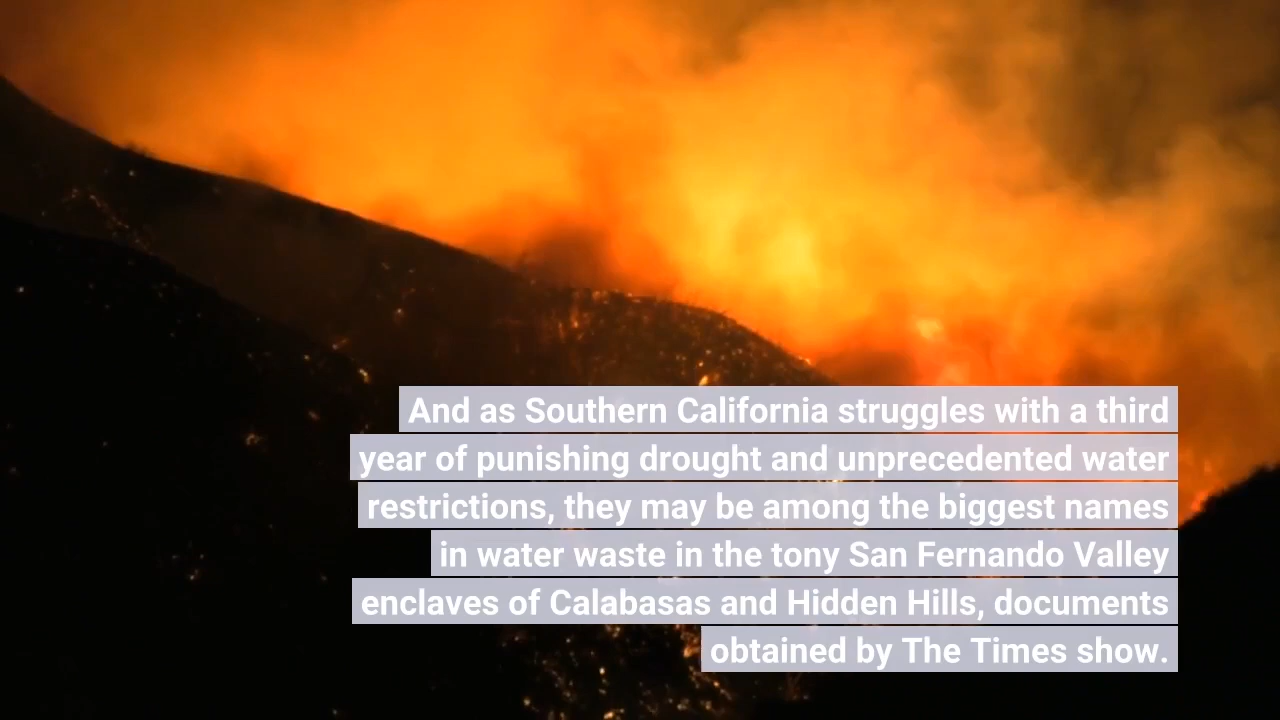 And as Southern California struggles with a third
year of punishing drought and unprecedented water
restrictions, they may be among the biggest names
in water waste in the tony San Fernando Valley
enclaves of Calabasas and Hidden Hills, documents
obtained by The Times show.